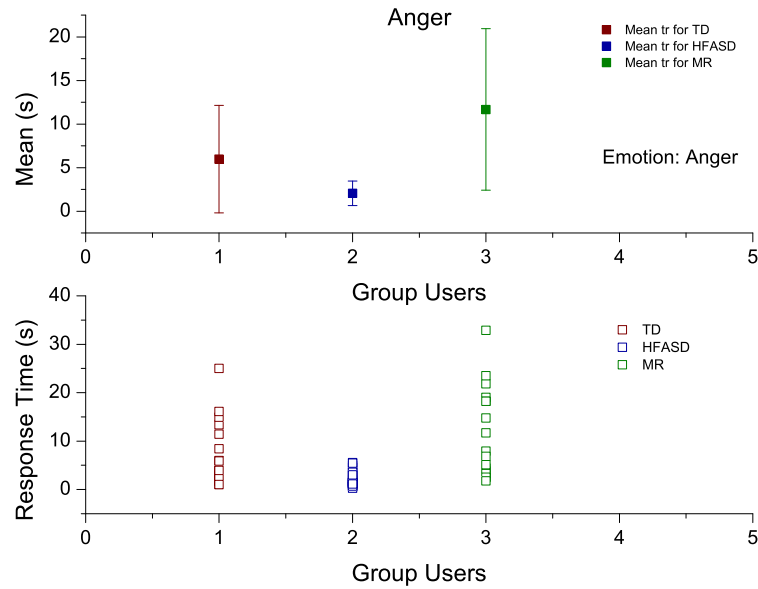 Anger
Mean tr for TD
Mean tr for HFASD
Mean tr for MR
Emotion: Anger
Mean (s)
20
15
10
5
0
0 1 2 3 4 5
Group Users
TD
HFASD
MR
Response Time (s)
40
30
20
10
0
0 1 2 3 4 5
Group Users